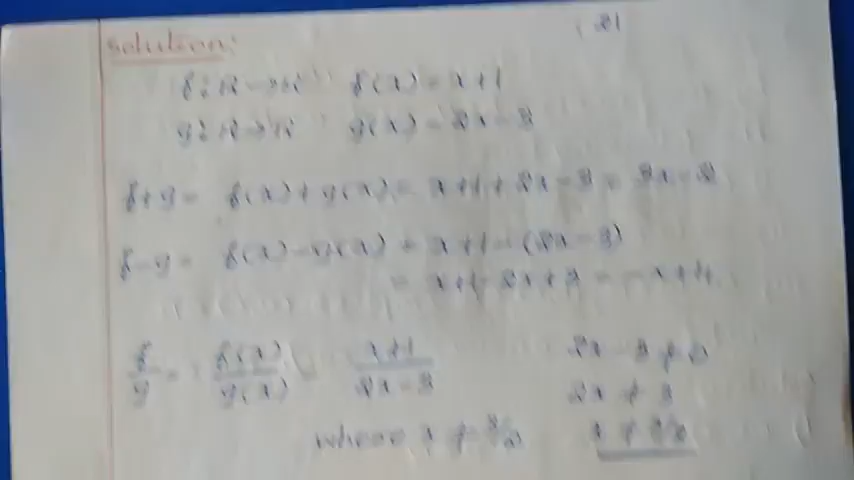 (21
Solution:
f: R → R f(x) = x+1
g: R → R g(x) = 2x - 3
f+g = f(x) + g(x) = x+1+2x-3 = 3x-2
f-g = f(x) - g(x) = x+1-(2x-3)
= x+1-2x+3 = -x+4
f/g = f(x)/g(x) = x+1/2x-3 2x-3 ≠ 0
2x ≠ 3
where x ≠ 3/2 x ≠ 3/2